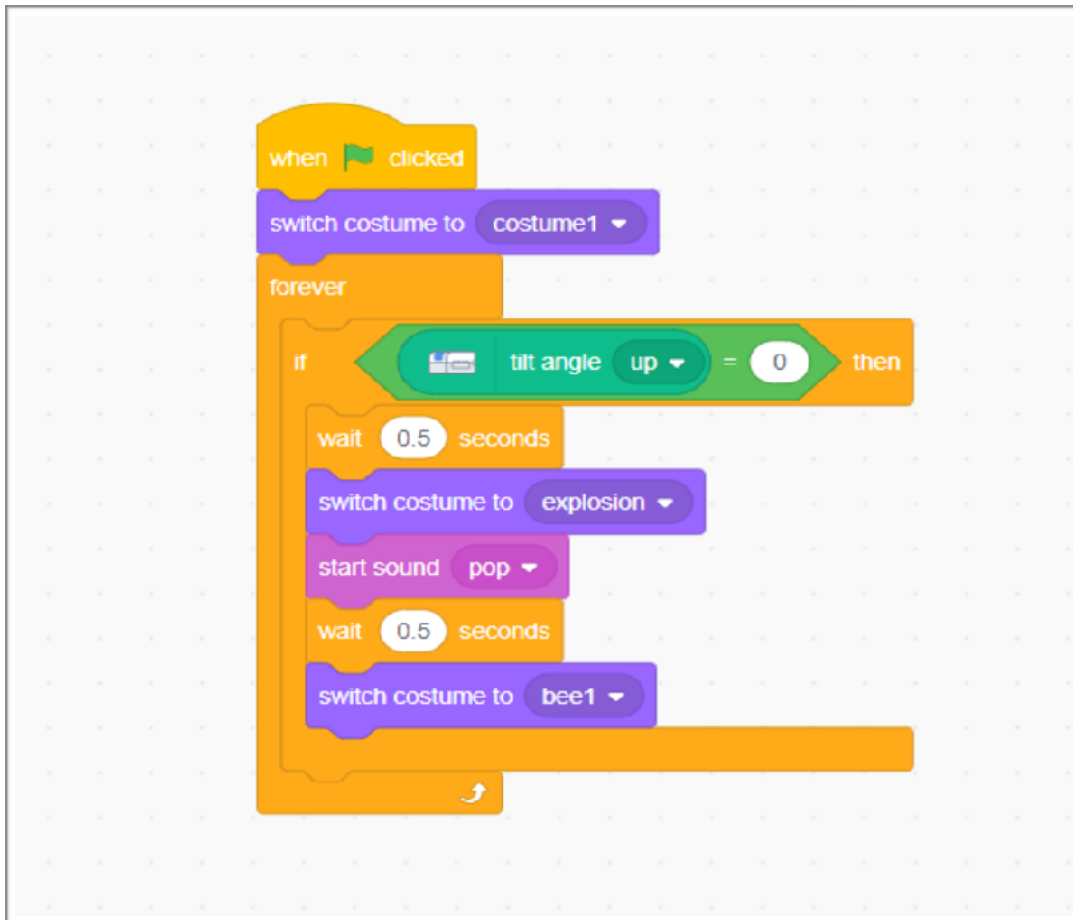 when clicked
switch costume to costume1
forever
if tilt angle up = 0 then
wait 0.5 seconds
switch costume to explosion
start sound pop
wait 0.5 seconds
switch costume to bee1